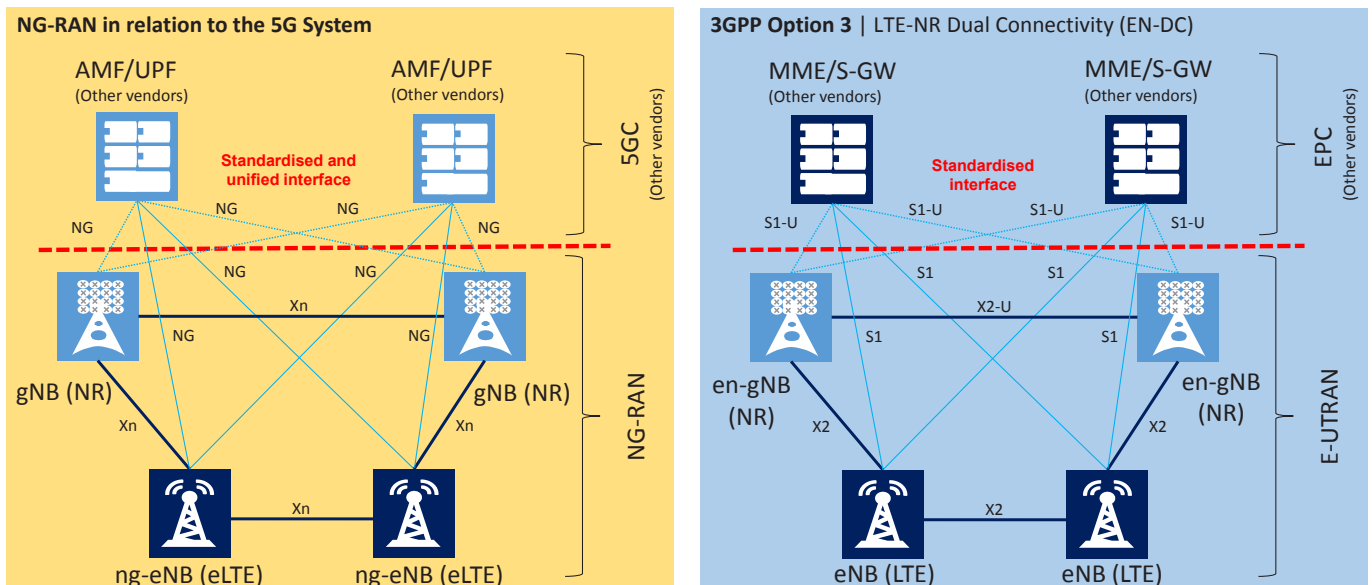 NG-RAN in relation to the 5G System
AMF/UPF
(Other vendors)
AMF/UPF
(Other vendors)
5GC
(Other vendors)
Standardised and
unified interface
NG
NG
NG
NG
NG
NG
Xn
NG
NG
gNB (NR)
gNB (NR)
Xn
Xn
NG-RAN
Xn
ng-eNB (eLTE)
ng-eNB (eLTE)
3GPP Option 3 | LTE-NR Dual Connectivity (EN-DC)
MME/S-GW
(Other vendors)
MME/S-GW
(Other vendors)
EPC
(Other vendors)
Standardised
interface
S1-U
S1-U
S1-U
S1-U
S1
S1
X2-U
S1
S1
en-gNB
(NR)
en-gNB
(NR)
X2
X2
E-UTRAN
X2
eNB (LTE)
eNB (LTE)